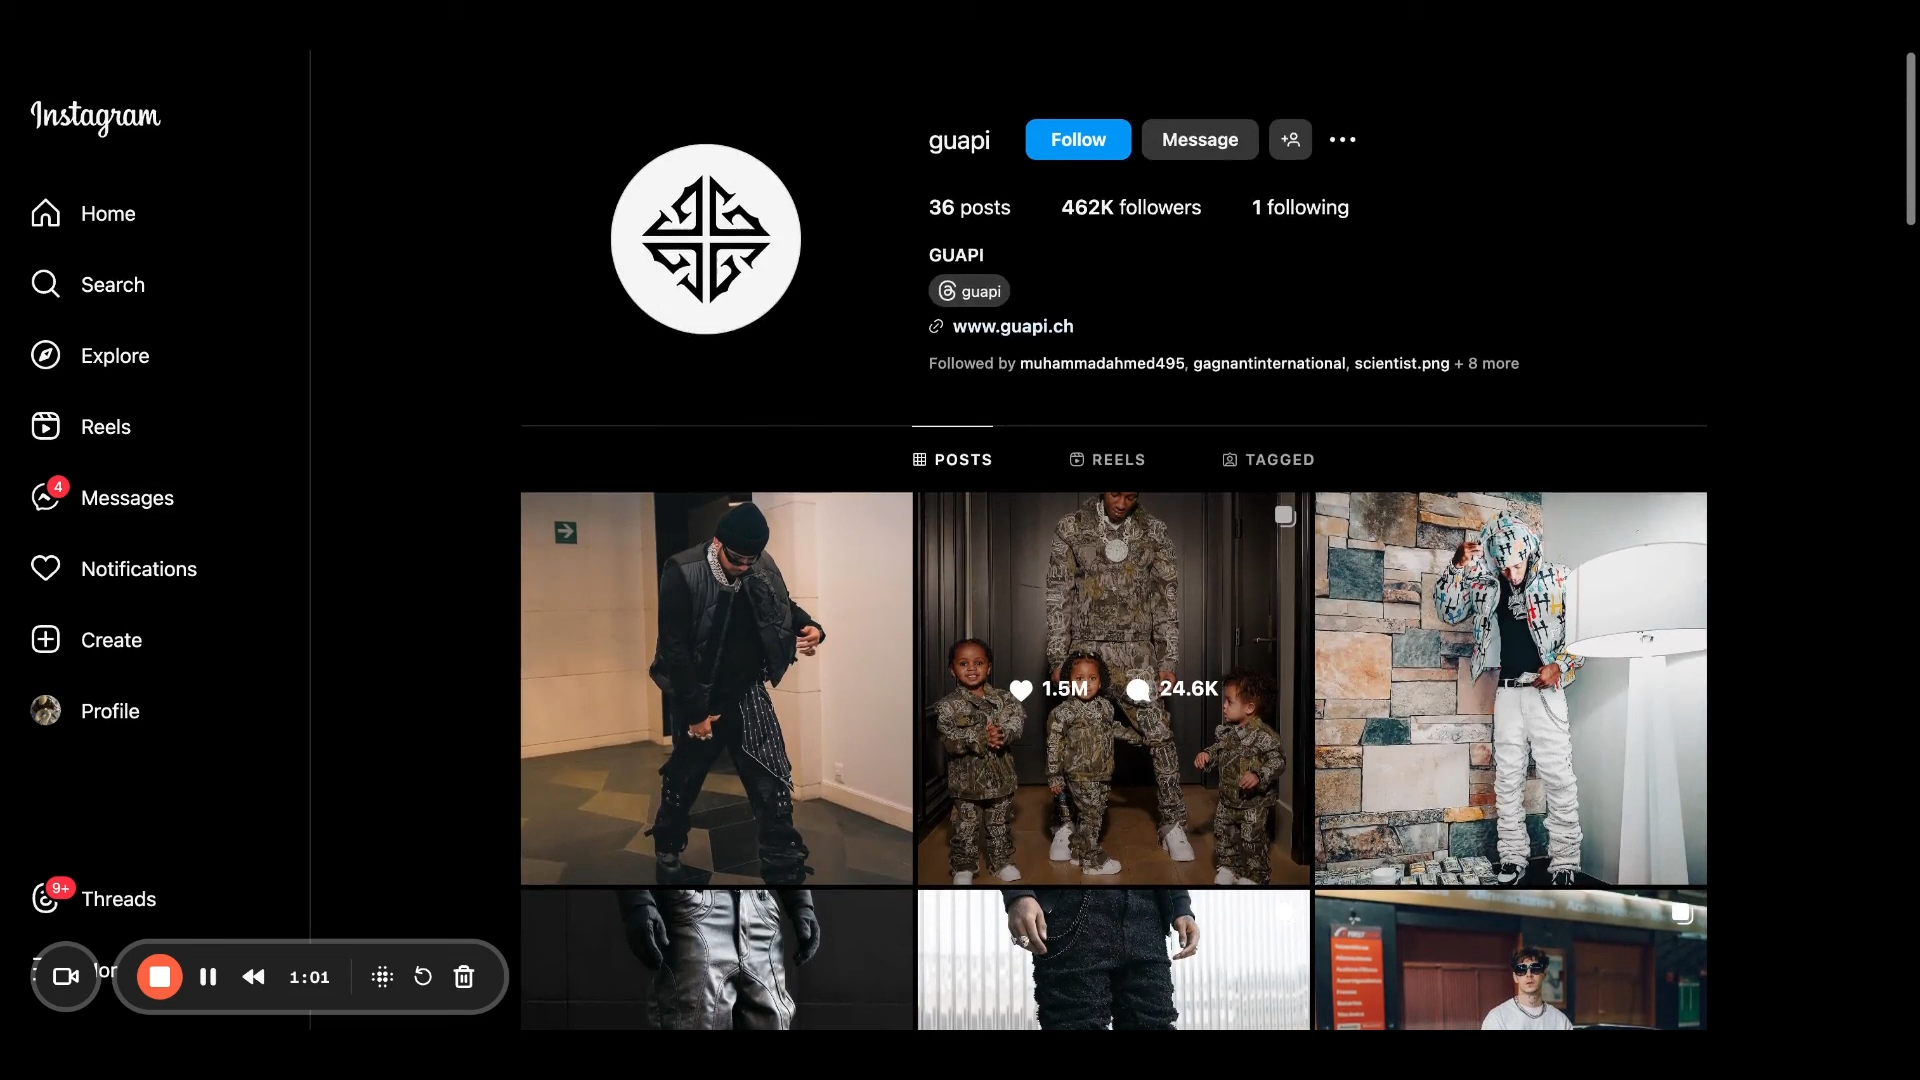 Instagram
Home
Search
Explore
Reels
4
Messages
Notifications
Create
Profile
9+
Threads
1:01
guapi
Follow
Message
36 posts
462K followers
1 following
GUAPI
guapi
www.guapi.ch
Followed by muhammadahmed495, gagnantinternational, scientist.png + 8 more
POSTS
REELS
TAGGED
1.5M
24.6K